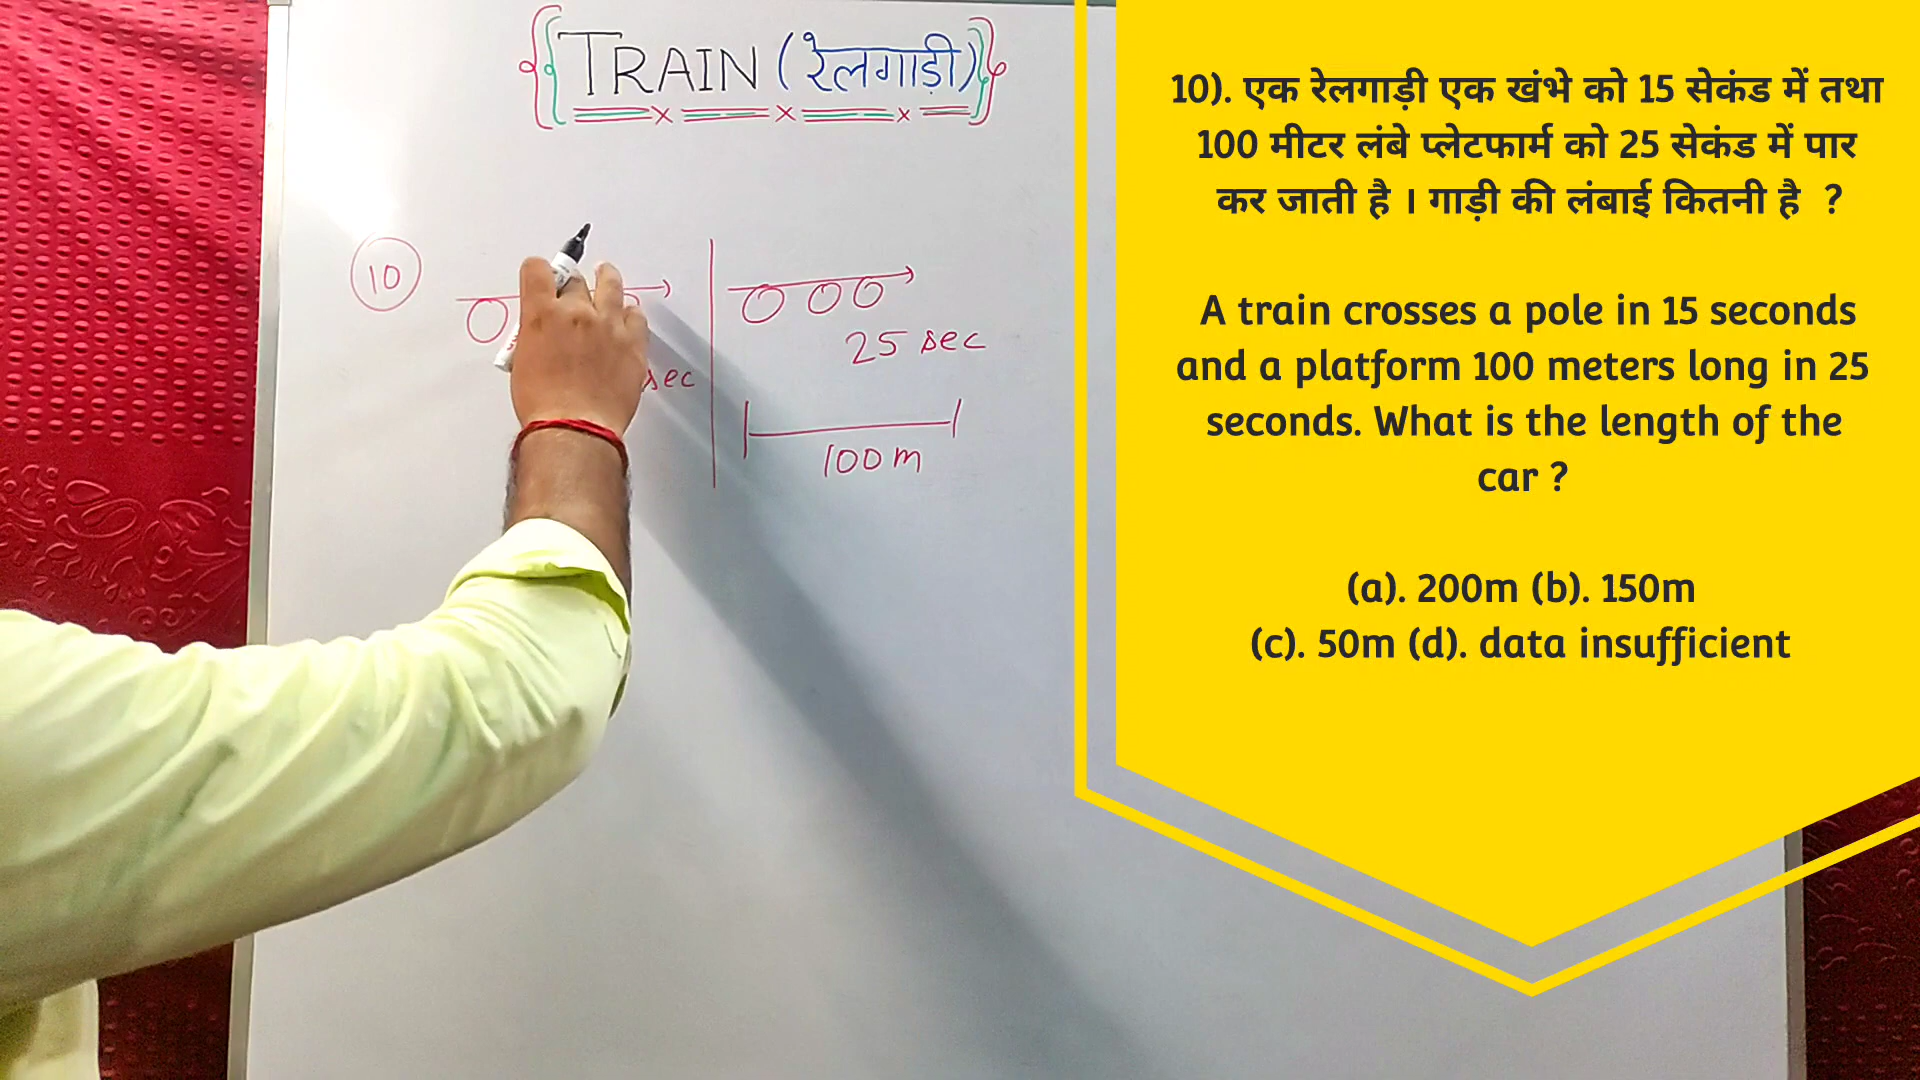 TRAIN (रेलगाड़ी)
10
sec
25 sec
100 m
10). एक रेलगाड़ी एक खंभे को 15 सेकंड में तथा
100 मीटर लंबे प्लेटफार्म को 25 सेकंड में पार
कर जाती है । गाड़ी की लंबाई कितनी है ?
A train crosses a pole in 15 seconds
and a platform 100 meters long in 25
seconds. What is the length of the
car ?
(a). 200m (b). 150m
(c). 50m (d). data insufficient